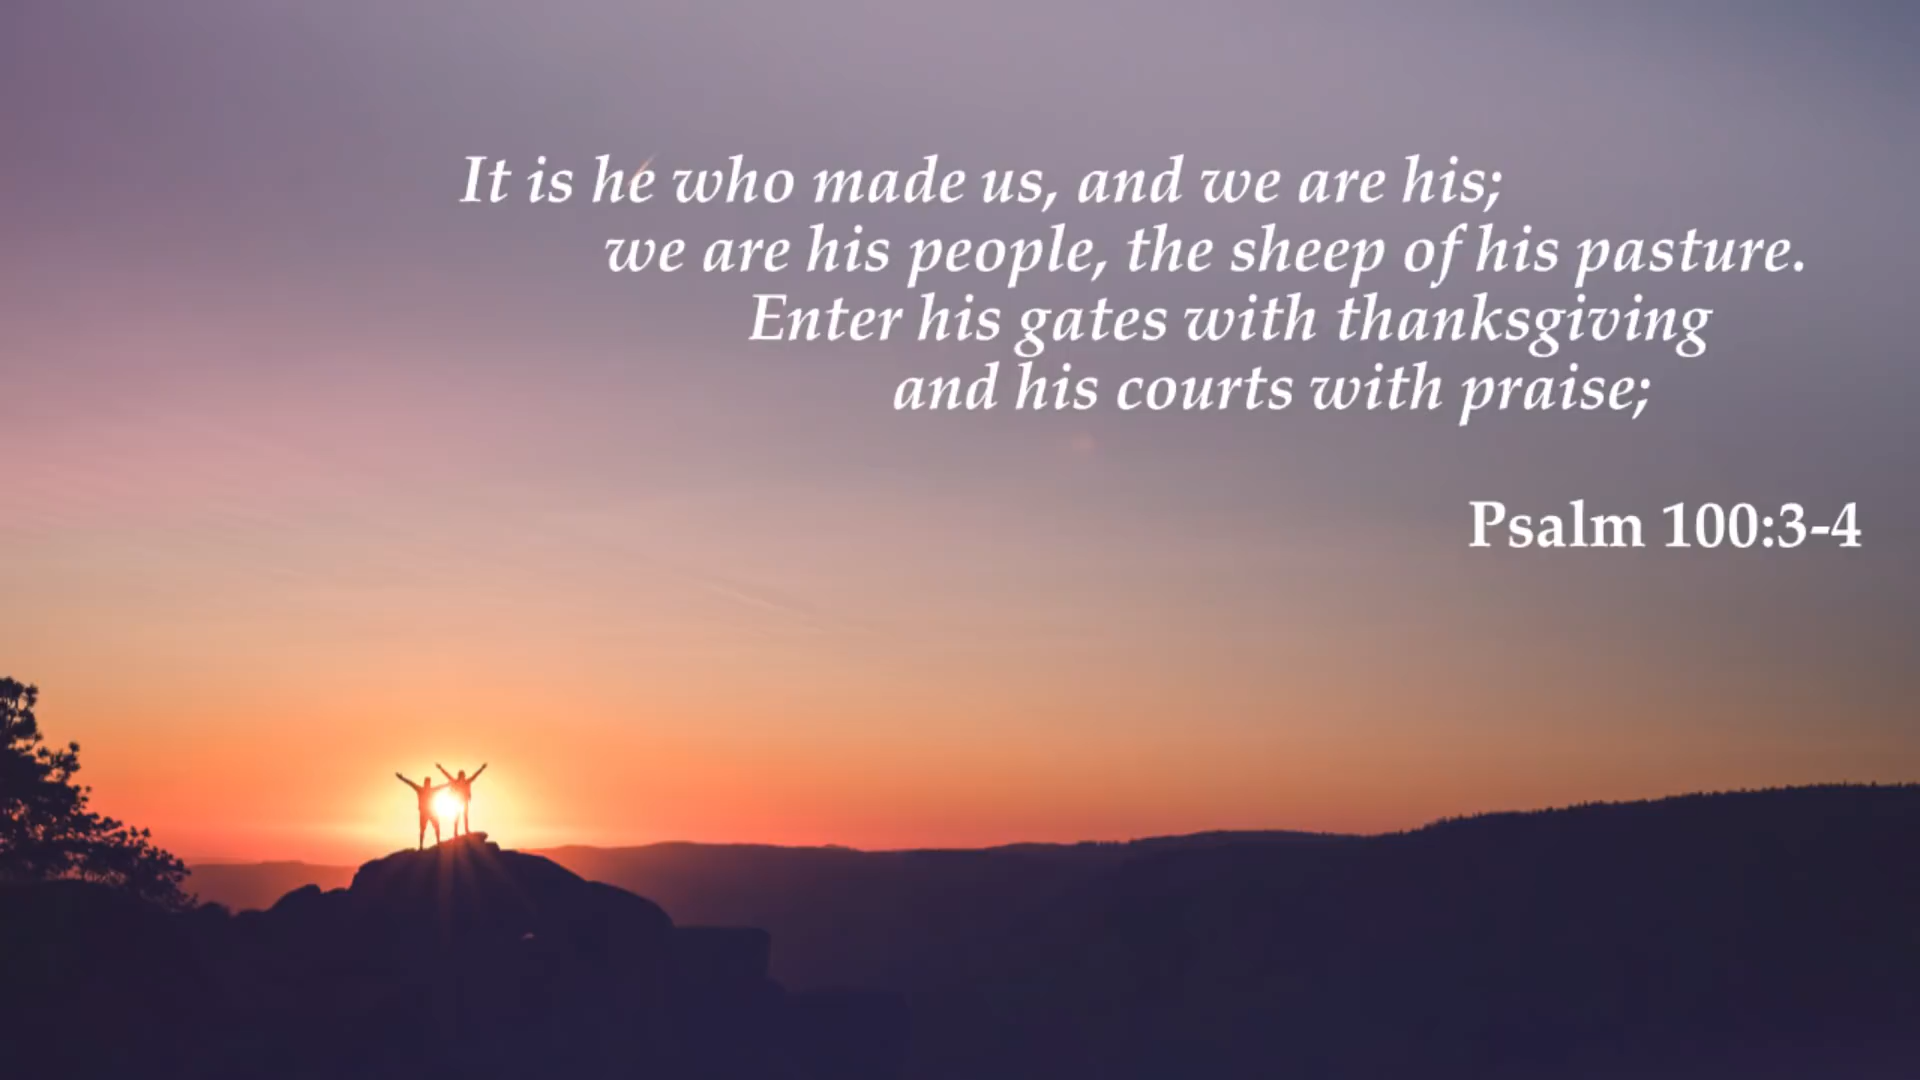 It is he who made us, and we are his;
we are his people, the sheep of his pasture.
Enter his gates with thanksgiving
and his courts with praise;
Psalm 100:3-4